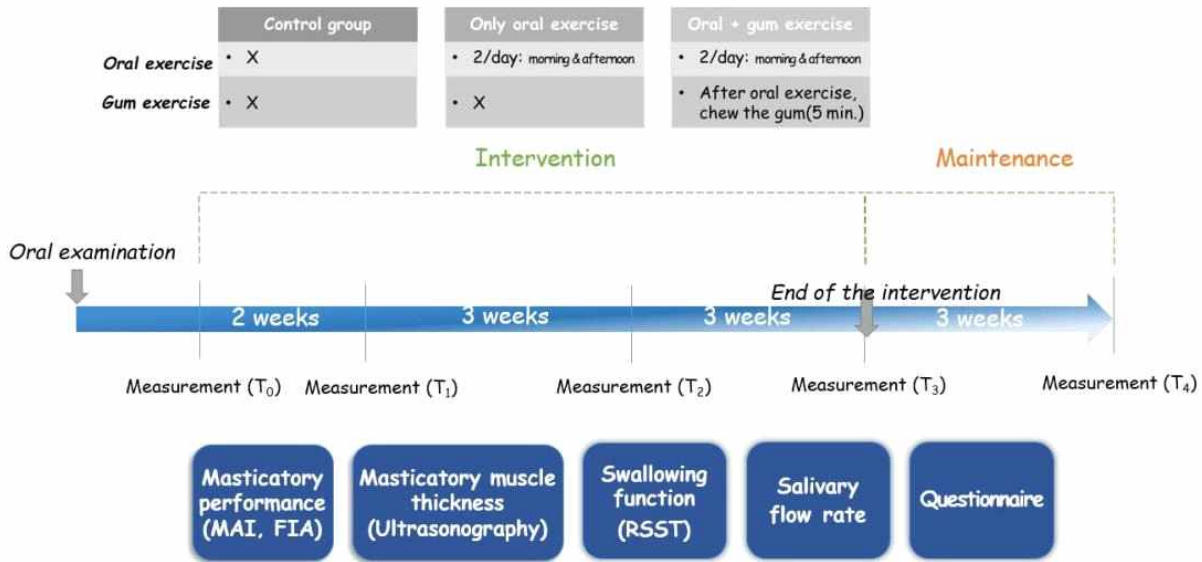 Control group
Only oral exercise
Oral + gum exercise
Oral exercise
• X
• 2/day: morning & afternoon
• 2/day: morning & afternoon
Gum exercise
• X
• X
• After oral exercise,
chew the gum(5 min.)
Intervention
Maintenance
Oral examination
End of the intervention
2 weeks
3 weeks
3 weeks
3 weeks
Measurement (T₀)
Measurement (T₁)
Measurement (T₂)
Measurement (T₃)
Measurement (T₄)
Masticatory
performance
(MAI, FIA)
Masticatory muscle
thickness
(Ultrasonography)
Swallowing
function
(RSST)
Salivary
flow rate
Questionnaire